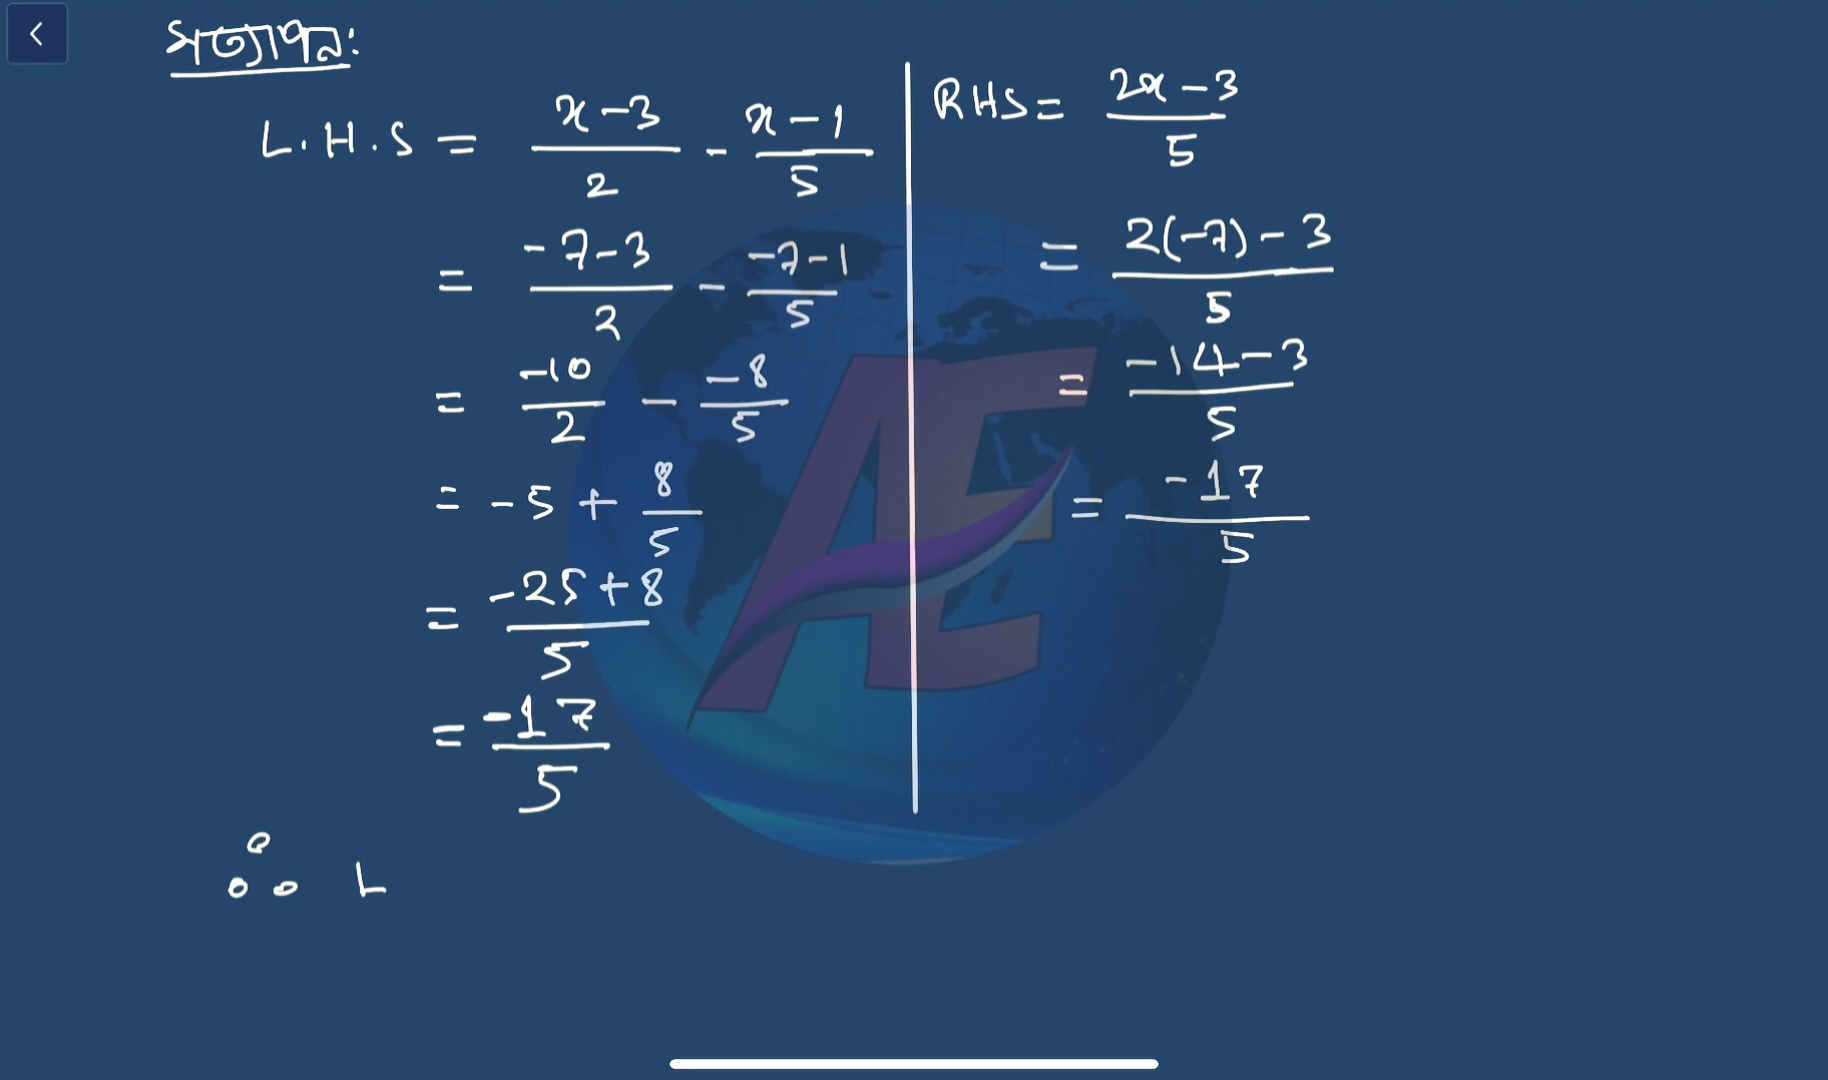 সত্যাপন:
L.H.S = (x-3)/2 - (x-1)/5
= (-7-3)/2 - (-7-1)/5
= -10/2 - -8/5
= -5 + 8/5
= (-25+8)/5
= -17/5
∴ L
RHS = (2x-3)/5
= (2(-7)-3)/5
= (-14-3)/5
= -17/5
AE